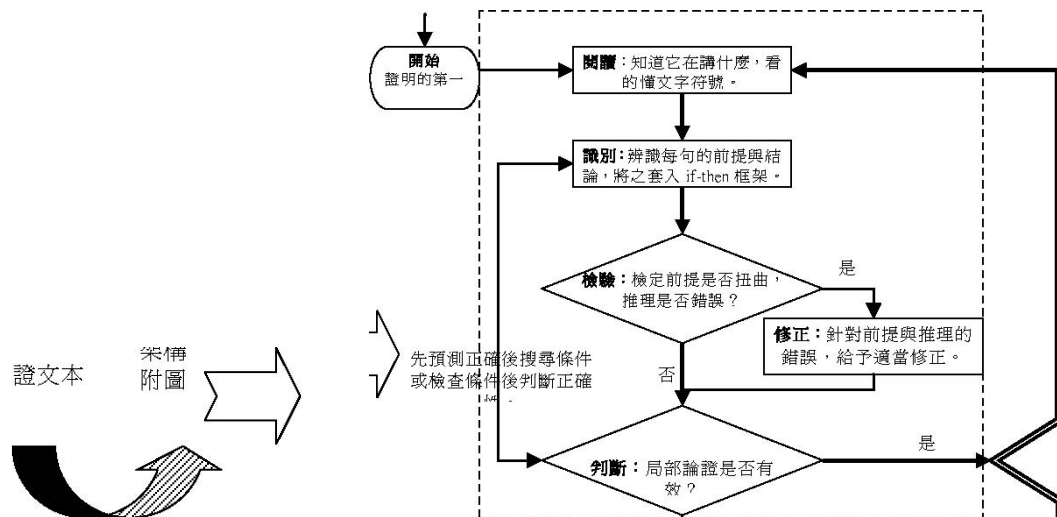 開始
證明的第一
閱讀：知道它在講什麼，看
的懂文字符號。
識別：辨識每句的前提與結
論，將之套入 if-then 框架。
檢驗：檢定前提是否扭曲，
推理是否錯誤？
是
修正：針對前提與推理的
錯誤，給予適當修正。
否
先預測正確後搜尋條件
或檢查條件後判斷正確
性。
證文本
架構
附圖
判斷：局部論證是否有
效？
是